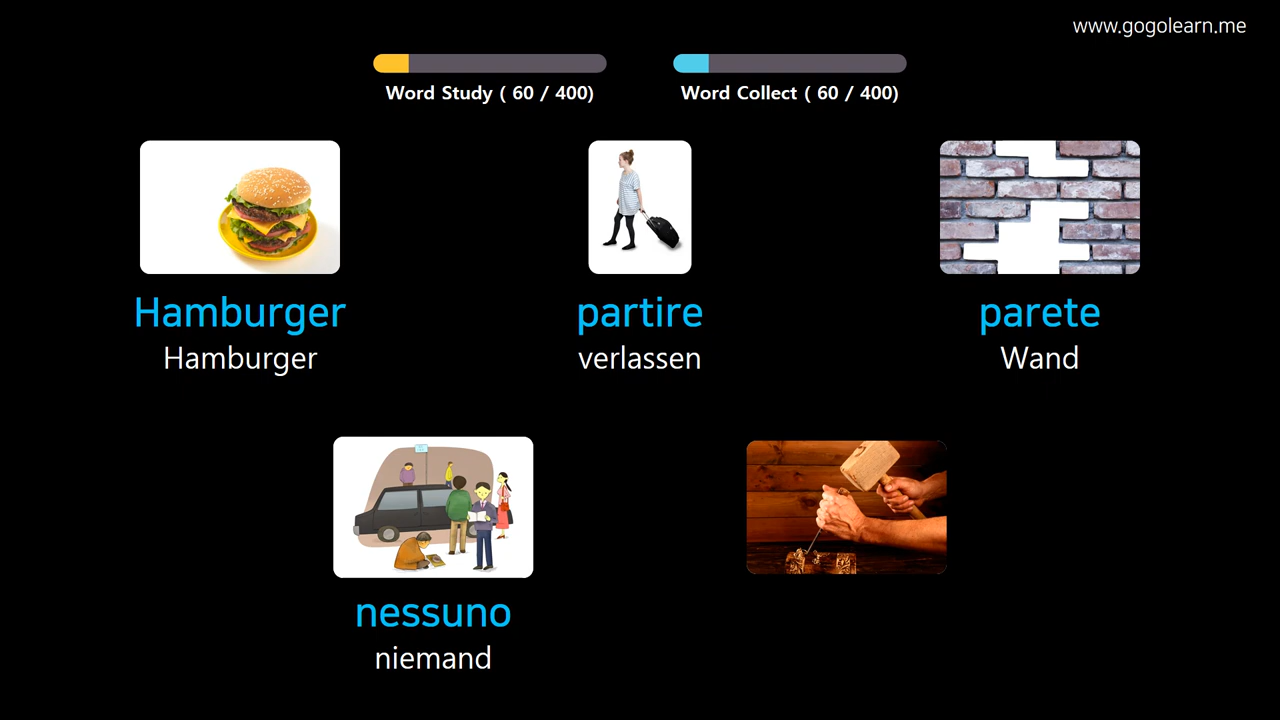 www.gogolearn.me
Word Study ( 60 / 400)
Word Collect ( 60 / 400)
Hamburger
Hamburger
partire
verlassen
parete
Wand
nessuno
niemand